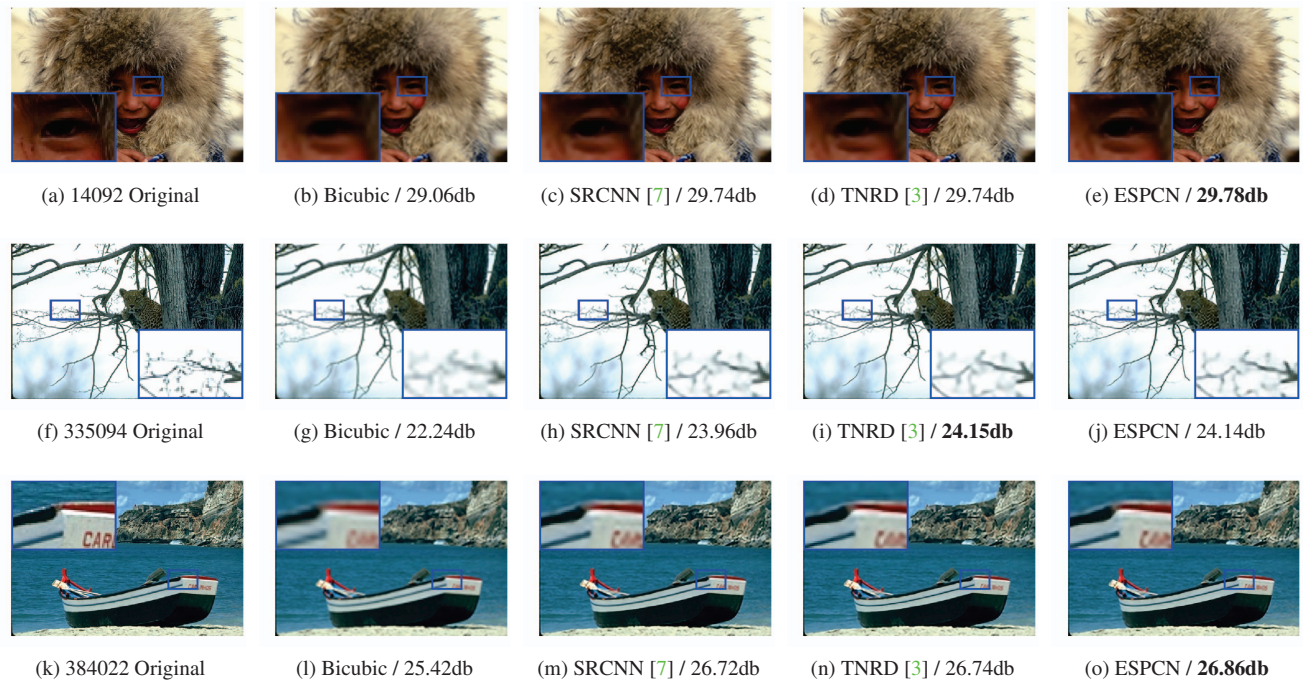 (a) 14092 Original
(b) Bicubic / 29.06db
(c) SRCNN [7] / 29.74db
(d) TNRD [3] / 29.74db
(e) ESPCN / 29.78db
(f) 335094 Original
(g) Bicubic / 22.24db
(h) SRCNN [7] / 23.96db
(i) TNRD [3] / 24.15db
(j) ESPCN / 24.14db
CAR
(k) 384022 Original
(l) Bicubic / 25.42db
(m) SRCNN [7] / 26.72db
(n) TNRD [3] / 26.74db
(o) ESPCN / 26.86db